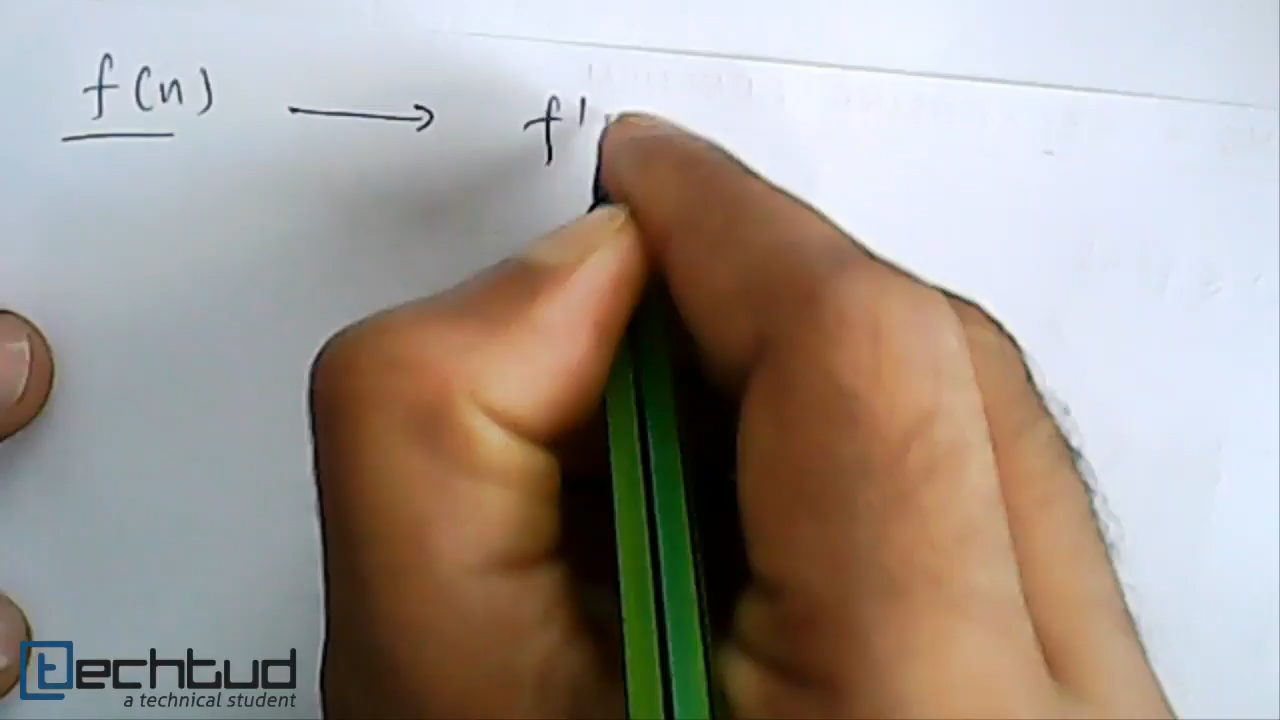 f(n) → f'
techtud
a technical student